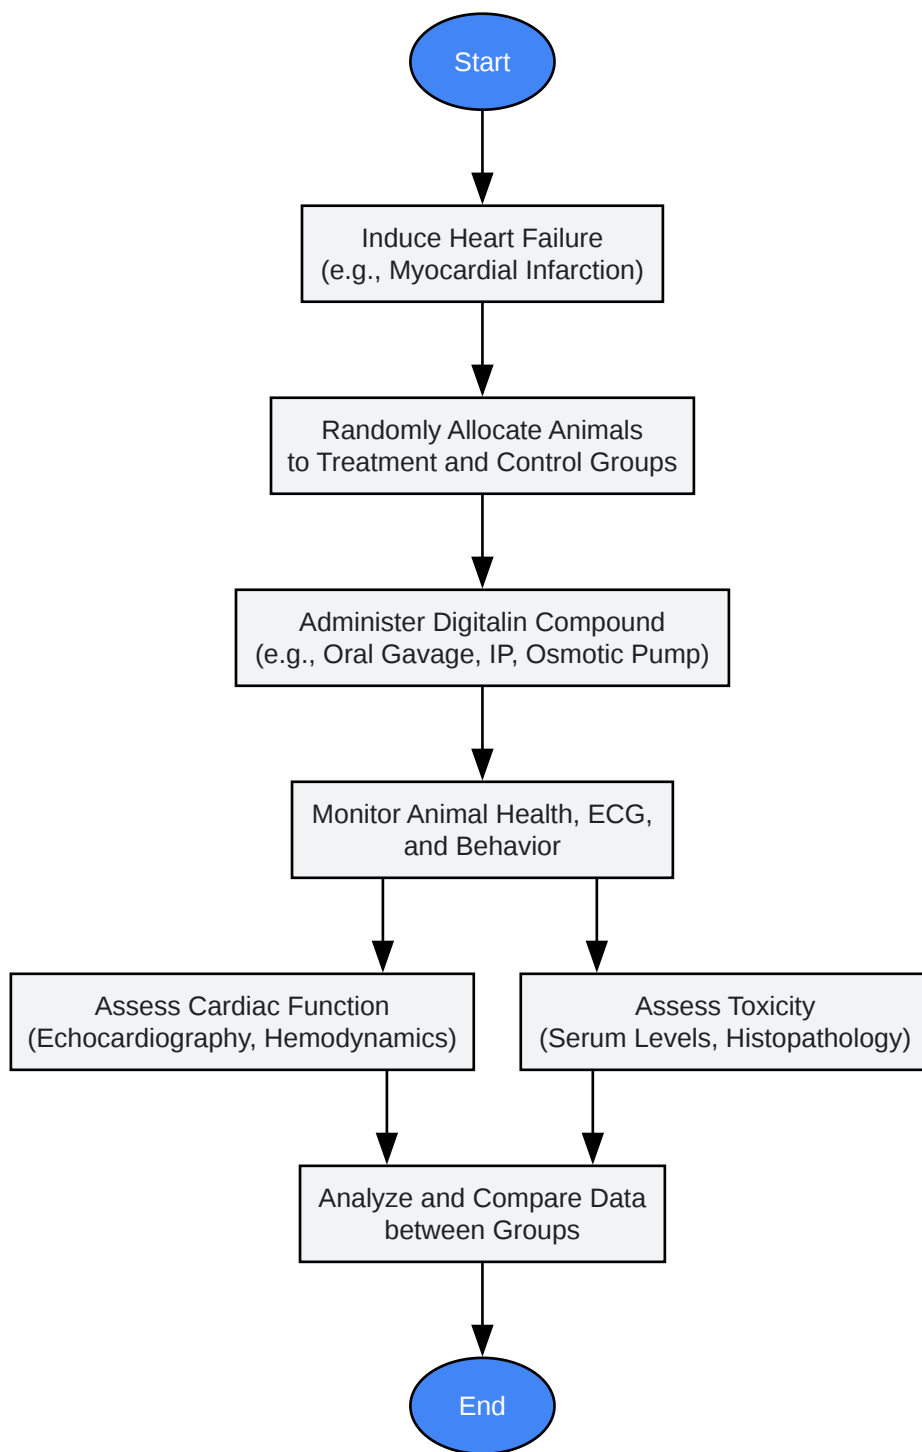 Start
Induce Heart Failure
(e.g., Myocardial Infarction)
Randomly Allocate Animals
to Treatment and Control Groups
Administer Digitalin Compound
(e.g., Oral Gavage, IP, Osmotic Pump)
Monitor Animal Health, ECG,
and Behavior
Assess Cardiac Function
(Echocardiography, Hemodynamics)
Assess Toxicity
(Serum Levels, Histopathology)
Analyze and Compare Data
between Groups
End